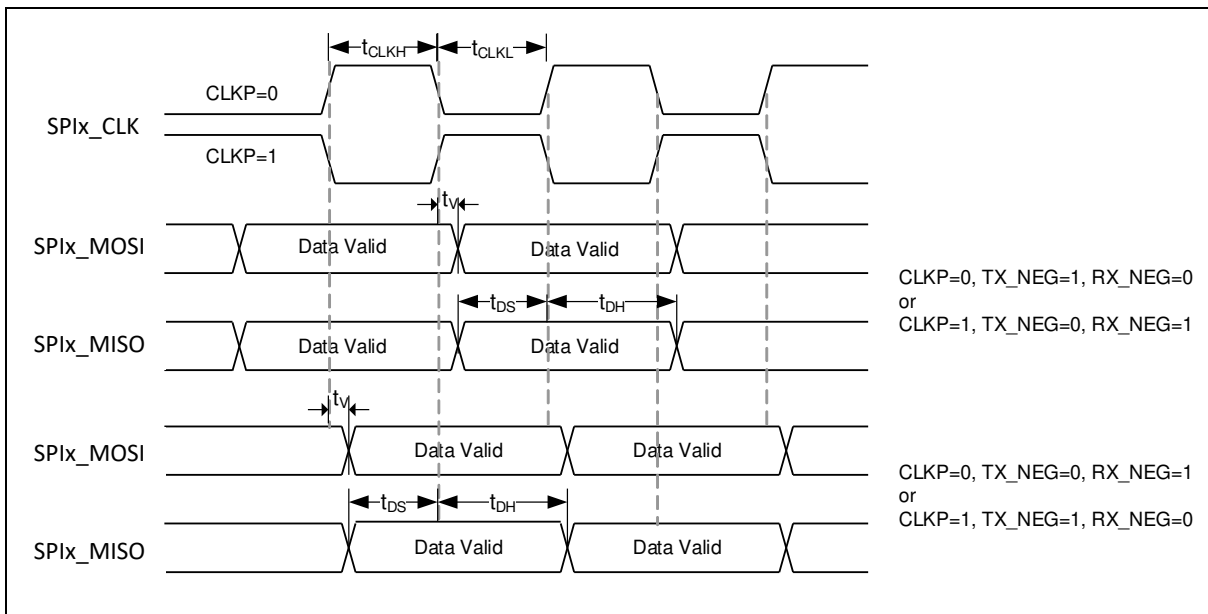 tCLKH tCLKL
CLKP=0
SPIx_CLK
CLKP=1
tV
SPIx_MOSI Data Valid Data Valid
CLKP=0, TX_NEG=1, RX_NEG=0
or
CLKP=1, TX_NEG=0, RX_NEG=1
tDS tDH
SPIx_MISO Data Valid Data Valid
tV
SPIx_MOSI Data Valid Data Valid
CLKP=0, TX_NEG=0, RX_NEG=1
or
CLKP=1, TX_NEG=1, RX_NEG=0
tDS tDH
SPIx_MISO Data Valid Data Valid